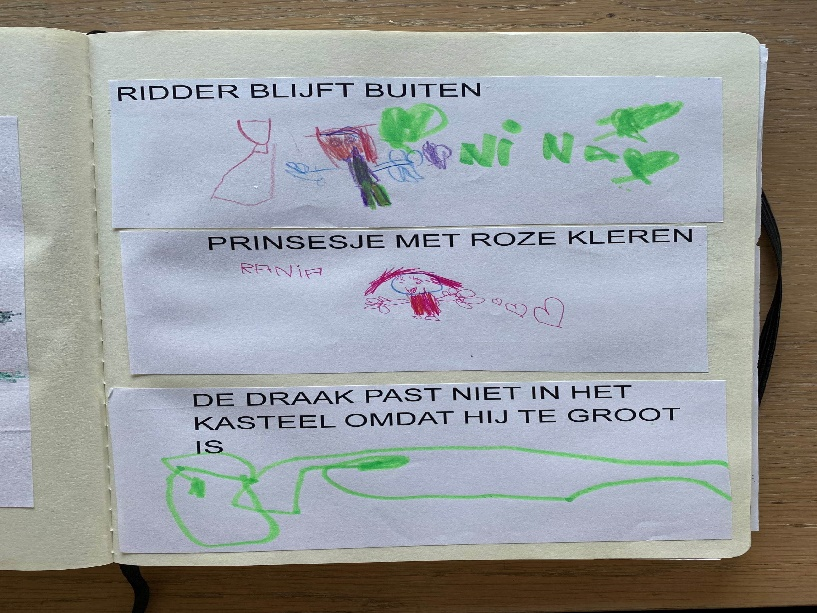 RIDDER BLIJFT BUITEN
NiNA
PRINSESJE MET ROZE KLEREN
RANiA
DE DRAAK PAST NIET IN HET
KASTEEL OMDAT HIJ TE GROOT
IS